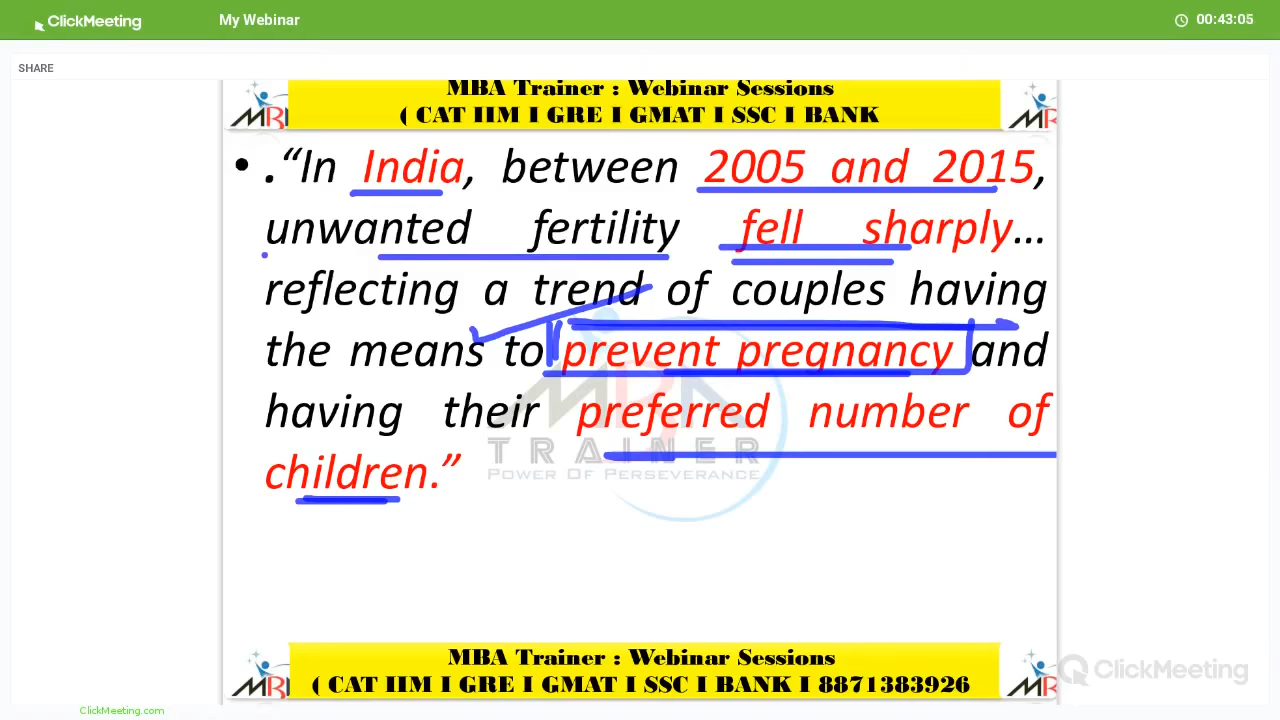 ClickMeeting
My Webinar
00:43:05
SHARE
MBA Trainer : Webinar Sessions
( CAT IIM I GRE I GMAT I SSC I BANK
• .“In India, between 2005 and 2015,
unwanted fertility fell sharply…
reflecting a trend of couples having
the means to prevent pregnancy and
having their preferred number of
children.”
TRAINER
POWER OF PERSEVERANCE
MBA Trainer : Webinar Sessions
( CAT IIM I GRE I GMAT I SSC I BANK I 8871383926
ClickMeeting
ClickMeeting.com